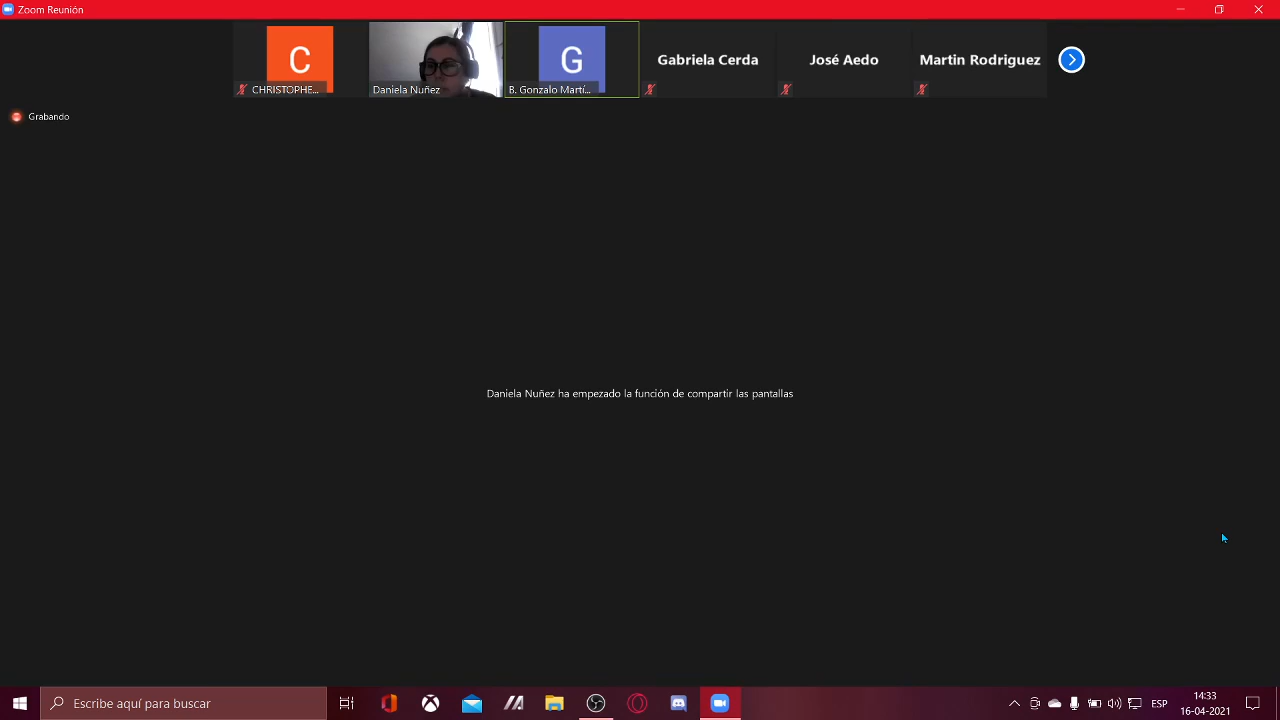 Zoom Reunión
C
CHRISTOPHE...
Daniela Nuñez
G
B. Gonzalo Martí...
Gabriela Cerda
José Aedo
Martin Rodriguez
Grabando
Daniela Nuñez ha empezado la función de compartir las pantallas
Escribe aquí para buscar
ESP
14:33
16-04-2021